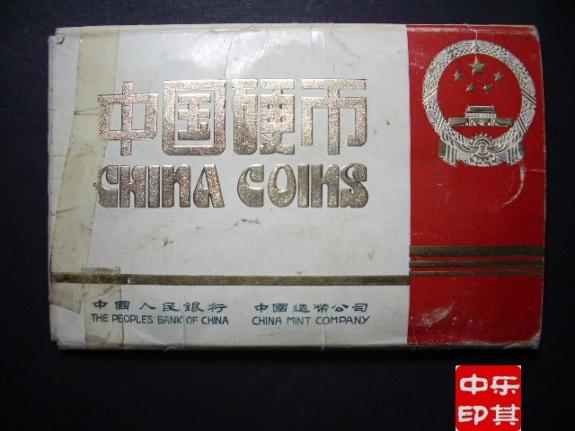 中国硬币
CHINA COINS
中國人民銀行 中國造幣公司
THE PEOPLES BANK OF CHINA CHINA MINT COMPANY
中乐
印其